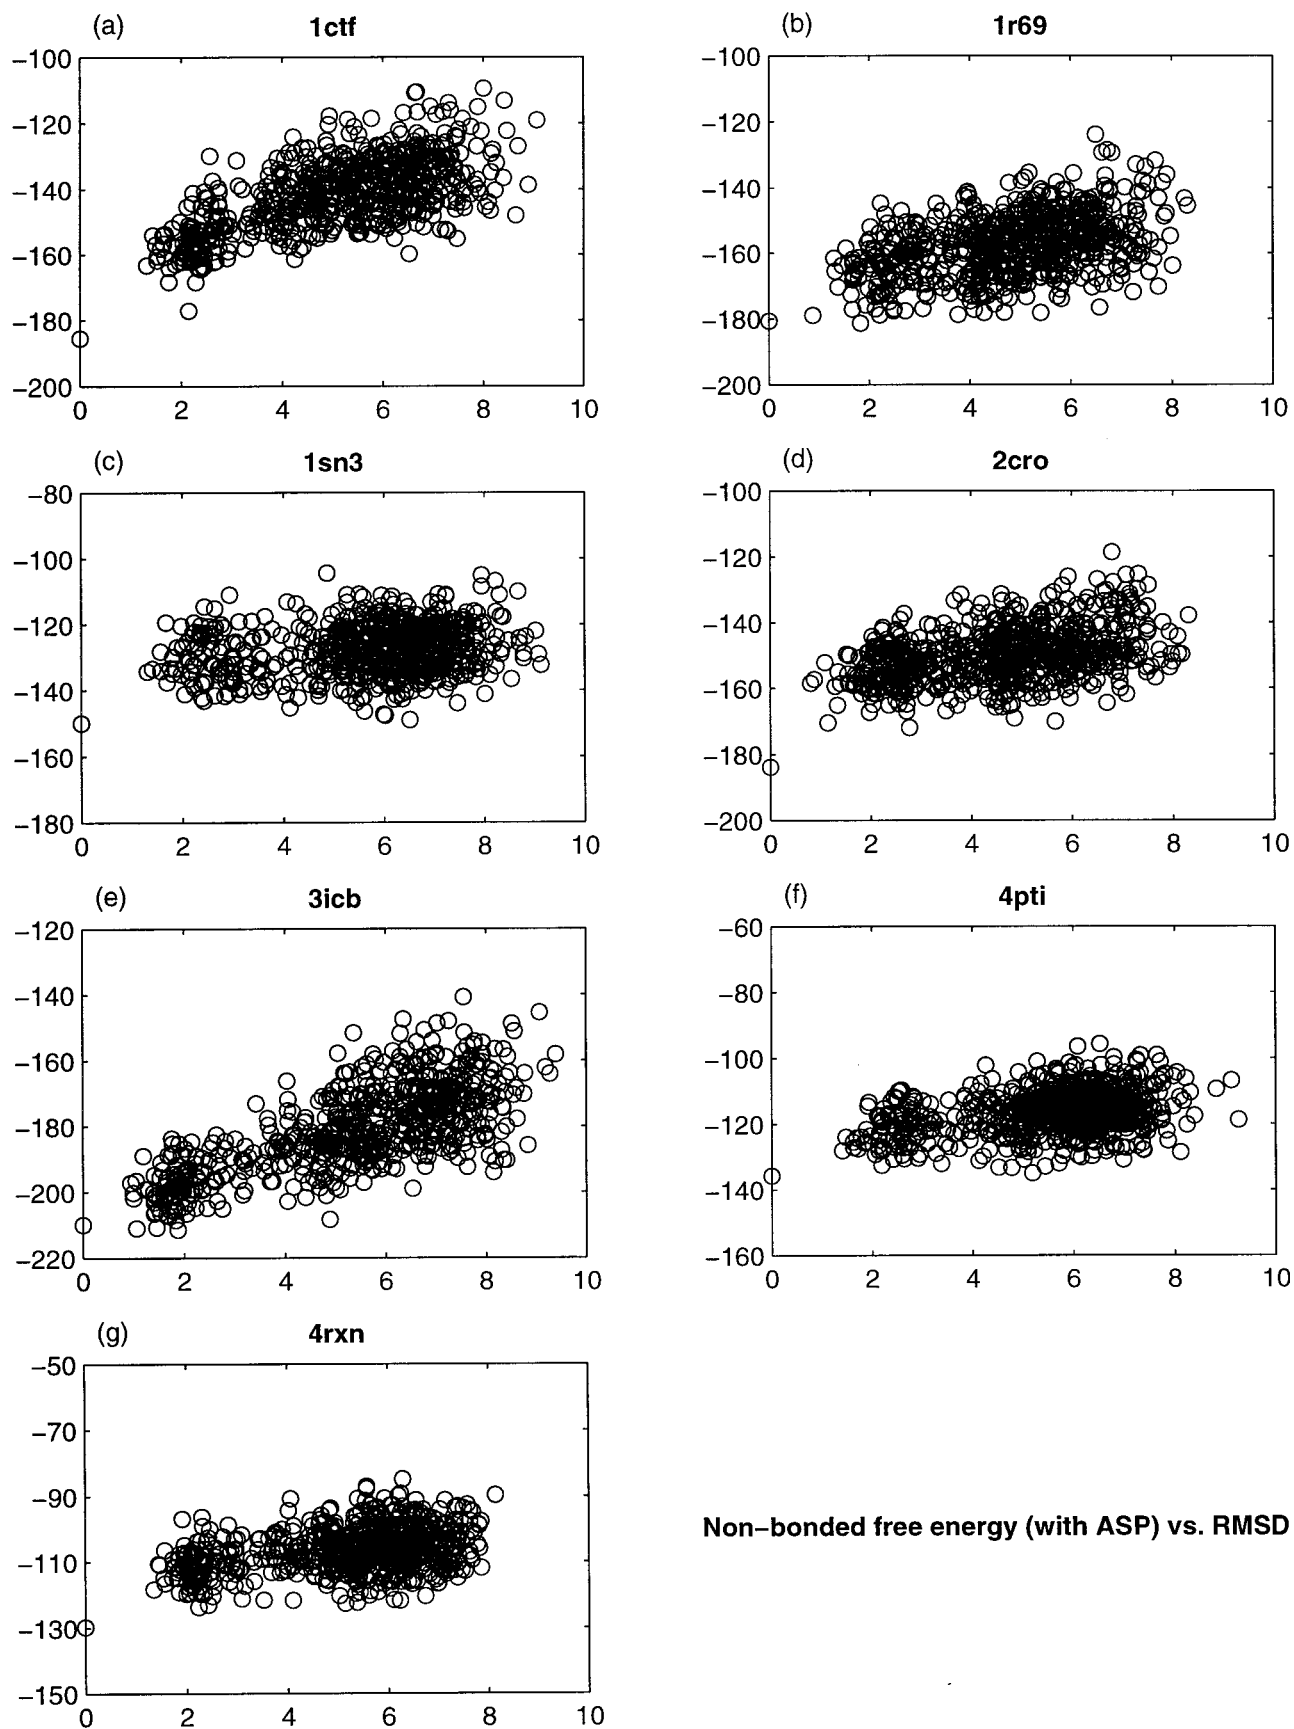 (a) 1ctf
−100
−120
−140
−160
−180
−200
0 2 4 6 8 10
(b) 1r69
−100
−120
−140
−160
−180
−200
0 2 4 6 8 10
(c) 1sn3
−80
−100
−120
−140
−160
−180
0 2 4 6 8 10
(d) 2cro
−100
−120
−140
−160
−180
−200
0 2 4 6 8 10
(e) 3icb
−120
−140
−160
−180
−200
−220
0 2 4 6 8 10
(f) 4pti
−60
−80
−100
−120
−140
−160
0 2 4 6 8 10
(g) 4rxn
−50
−70
−90
−110
−130
−150
0 2 4 6 8 10
Non−bonded free energy (with ASP) vs. RMSD